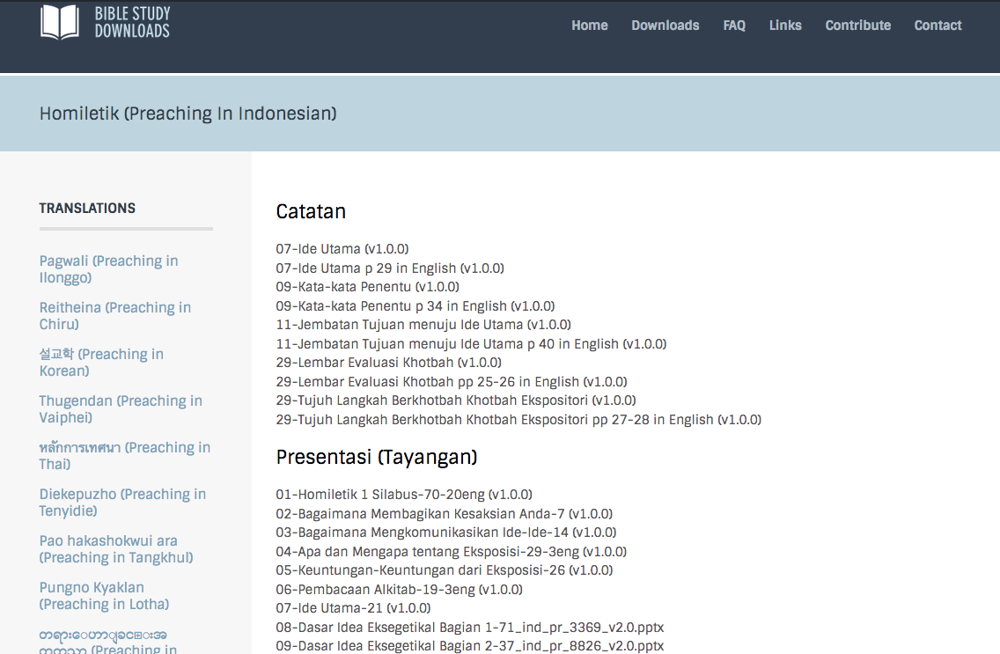 BIBLE STUDY
DOWNLOADS
Home Downloads FAQ Links Contribute Contact
Homiletik (Preaching In Indonesian)
TRANSLATIONS
Pagwali (Preaching in
Ilonggo)
Reitheina (Preaching in
Chiru)
설교학 (Preaching in
Korean)
Thugendan (Preaching in
Vaiphei)
หลักการเทศนา (Preaching in
Thai)
Diekepuzho (Preaching in
Tenyidie)
Pao hakashokwui ara
(Preaching in Tangkhul)
Pungno Kyaklan
(Preaching in Lotha)
(Preaching in
Catatan
07-Ide Utama (v1.0.0)
07-Ide Utama p 29 in English (v1.0.0)
09-Kata-kata Penentu (v1.0.0)
09-Kata-kata Penentu p 34 in English (v1.0.0)
11-Jembatan Tujuan menuju Ide Utama (v1.0.0)
11-Jembatan Tujuan menuju Ide Utama p 40 in English (v1.0.0)
29-Lembar Evaluasi Khotbah (v1.0.0)
29-Lembar Evaluasi Khotbah pp 25-26 in English (v1.0.0)
29-Tujuh Langkah Berkhotbah Khotbah Ekspositori (v1.0.0)
29-Tujuh Langkah Berkhotbah Khotbah Ekspositori pp 27-28 in English (v1.0.0)
Presentasi (Tayangan)
01-Homiletik 1 Silabus-70-20eng (v1.0.0)
02-Bagaimana Membagikan Kesaksian Anda-7 (v1.0.0)
03-Bagaimana Mengkomunikasikan Ide-Ide-14 (v1.0.0)
04-Apa dan Mengapa tentang Eksposisi-29-3eng (v1.0.0)
05-Keuntungan-Keuntungan dari Eksposisi-26 (v1.0.0)
06-Pembacaan Alkitab-19-3eng (v1.0.0)
07-Ide Utama-21 (v1.0.0)
08-Dasar Idea Eksegetikal Bagian 1-71_ind_pr_3369_v2.0.pptx
09-Dasar Idea Eksegetikal Bagian 2-37_ind_pr_8826_v2.0.pptx